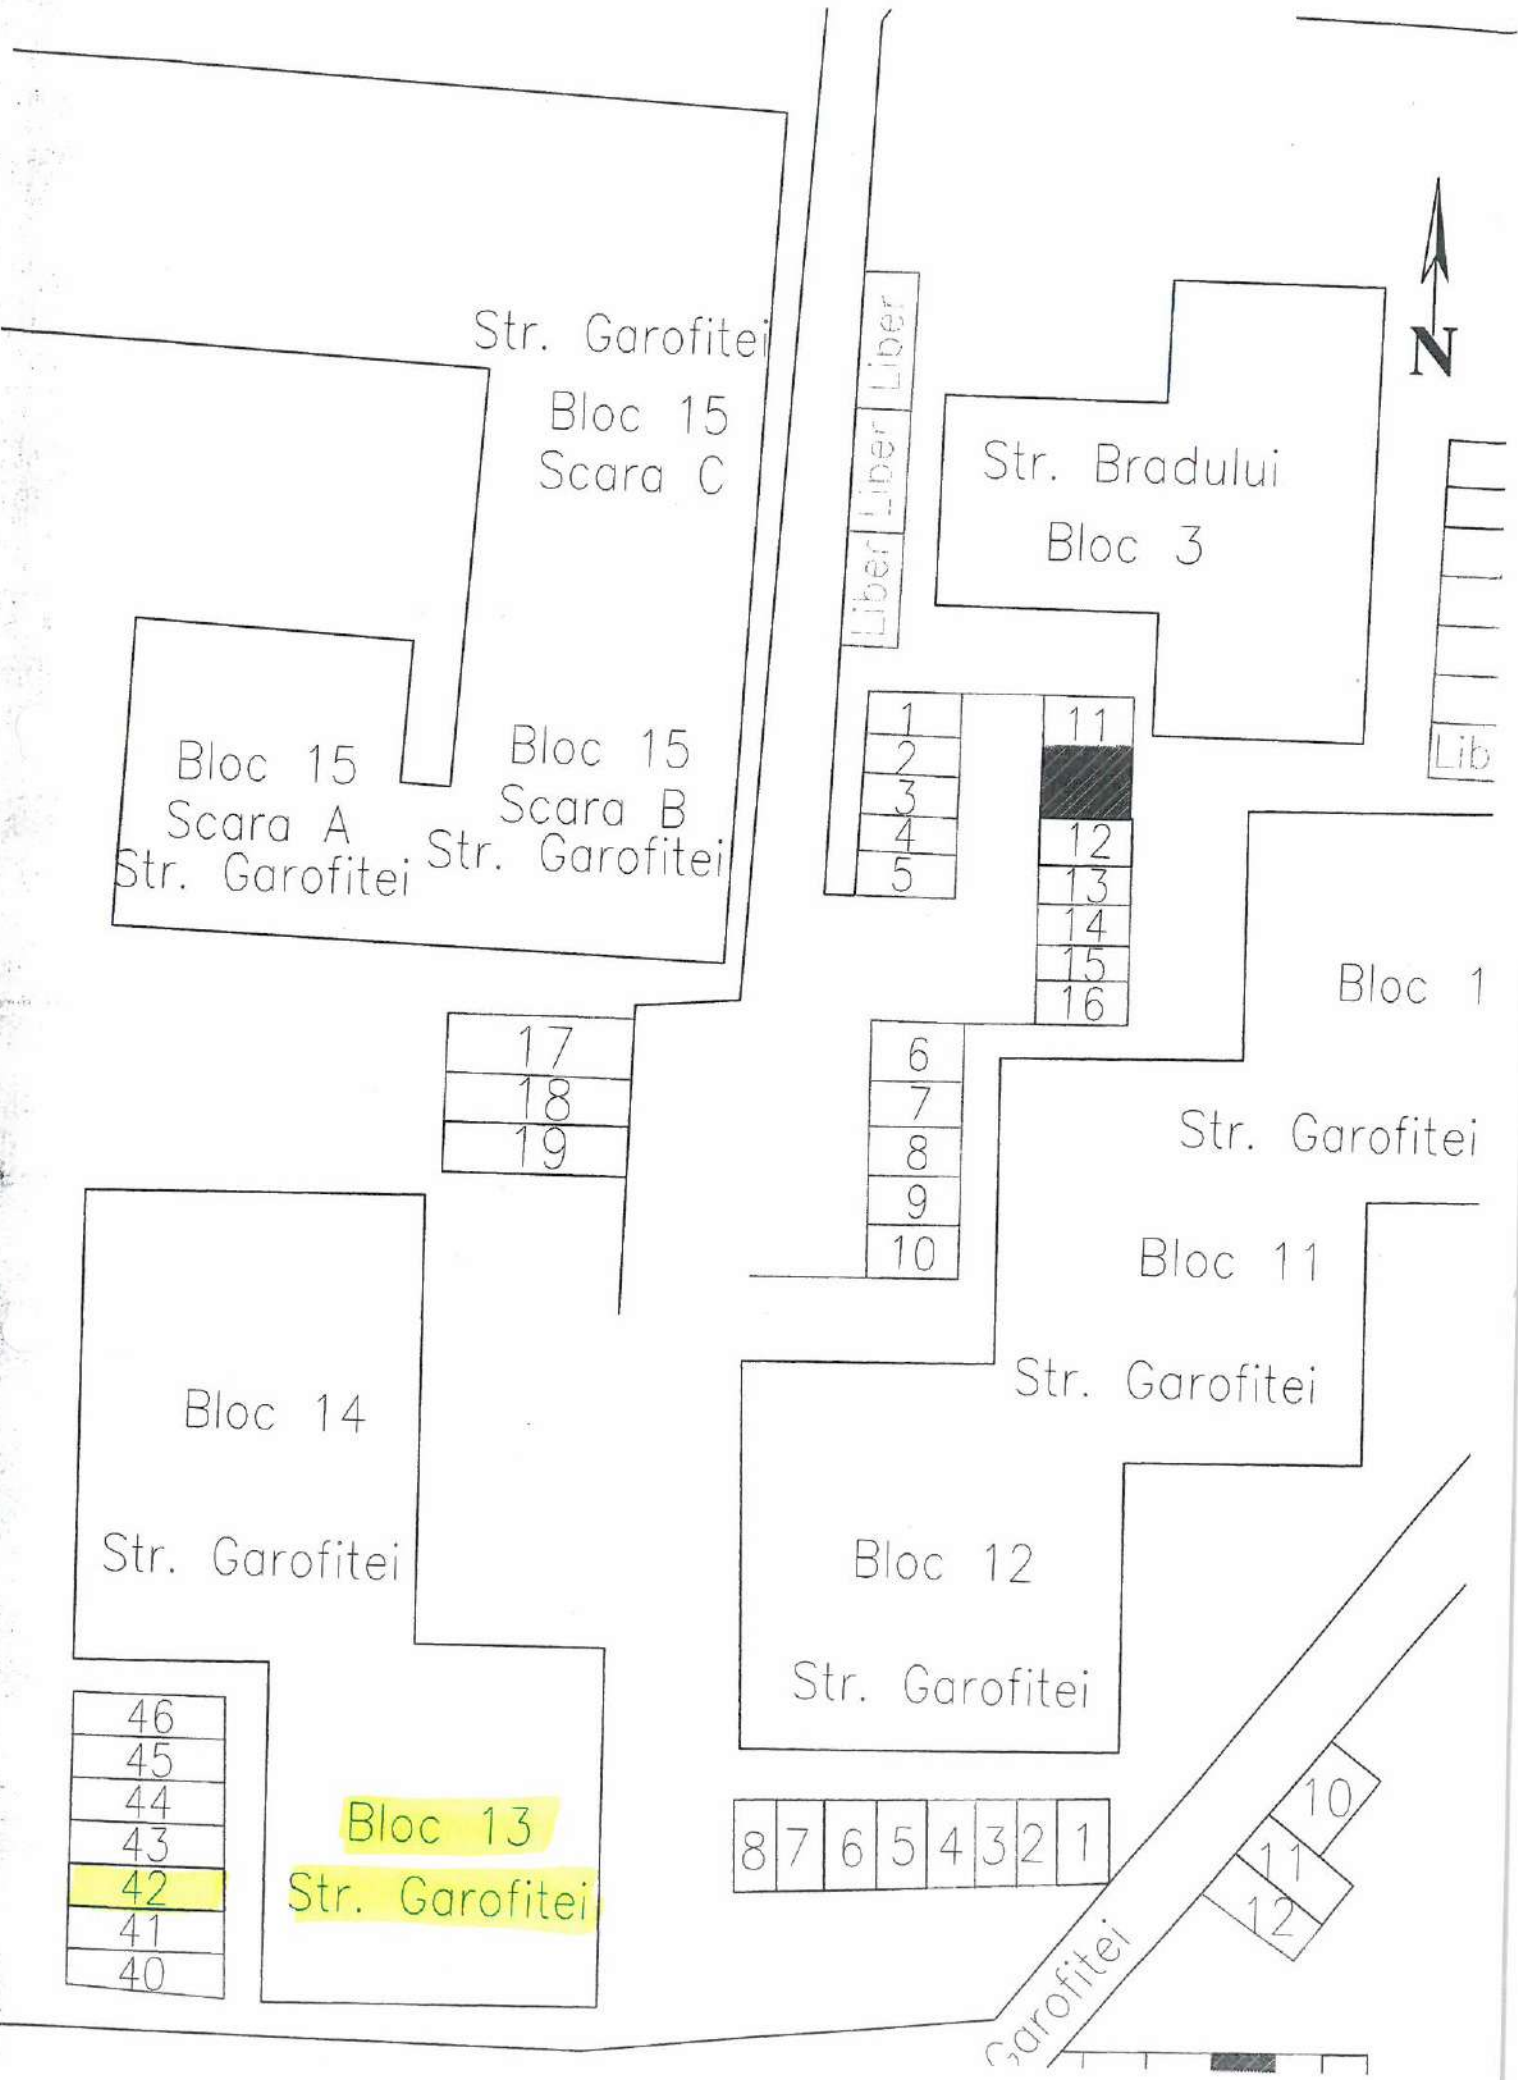 Str. Garofitei
Bloc 15
Scara C
Liber
Liber
Liber
N
Str. Bradului
Bloc 3
Lib
Bloc 15
Scara A
Str. Garofitei
Bloc 15
Scara B
Str. Garofitei
1
2
3
4
5
11
12
13
14
15
16
Bloc 1
Str. Garofitei
17
18
19
6
7
8
9
10
Bloc 11
Str. Garofitei
Bloc 14
Str. Garofitei
Bloc 12
Str. Garofitei
46
45
44
43
42
41
40
Bloc 13
Str. Garofitei
8 7 6 5 4 3 2 1
10
11
12
Garofitei